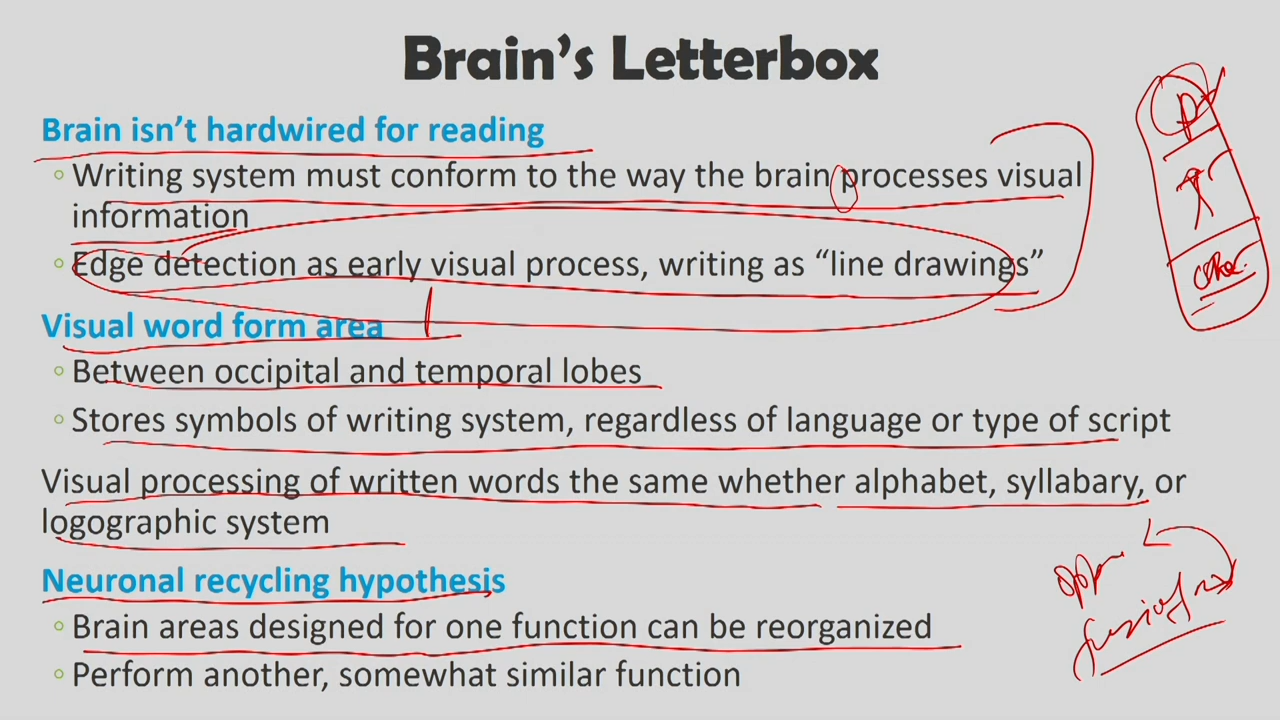 Brain's Letterbox
Brain isn't hardwired for reading
Writing system must conform to the way the brain processes visual
information
Edge detection as early visual process, writing as “line drawings”
Visual word form area
Between occipital and temporal lobes
Stores symbols of writing system, regardless of language or type of script
Visual processing of written words the same whether alphabet, syllabary, or
logographic system
Neuronal recycling hypothesis
Brain areas designed for one function can be reorganized
Perform another, somewhat similar function